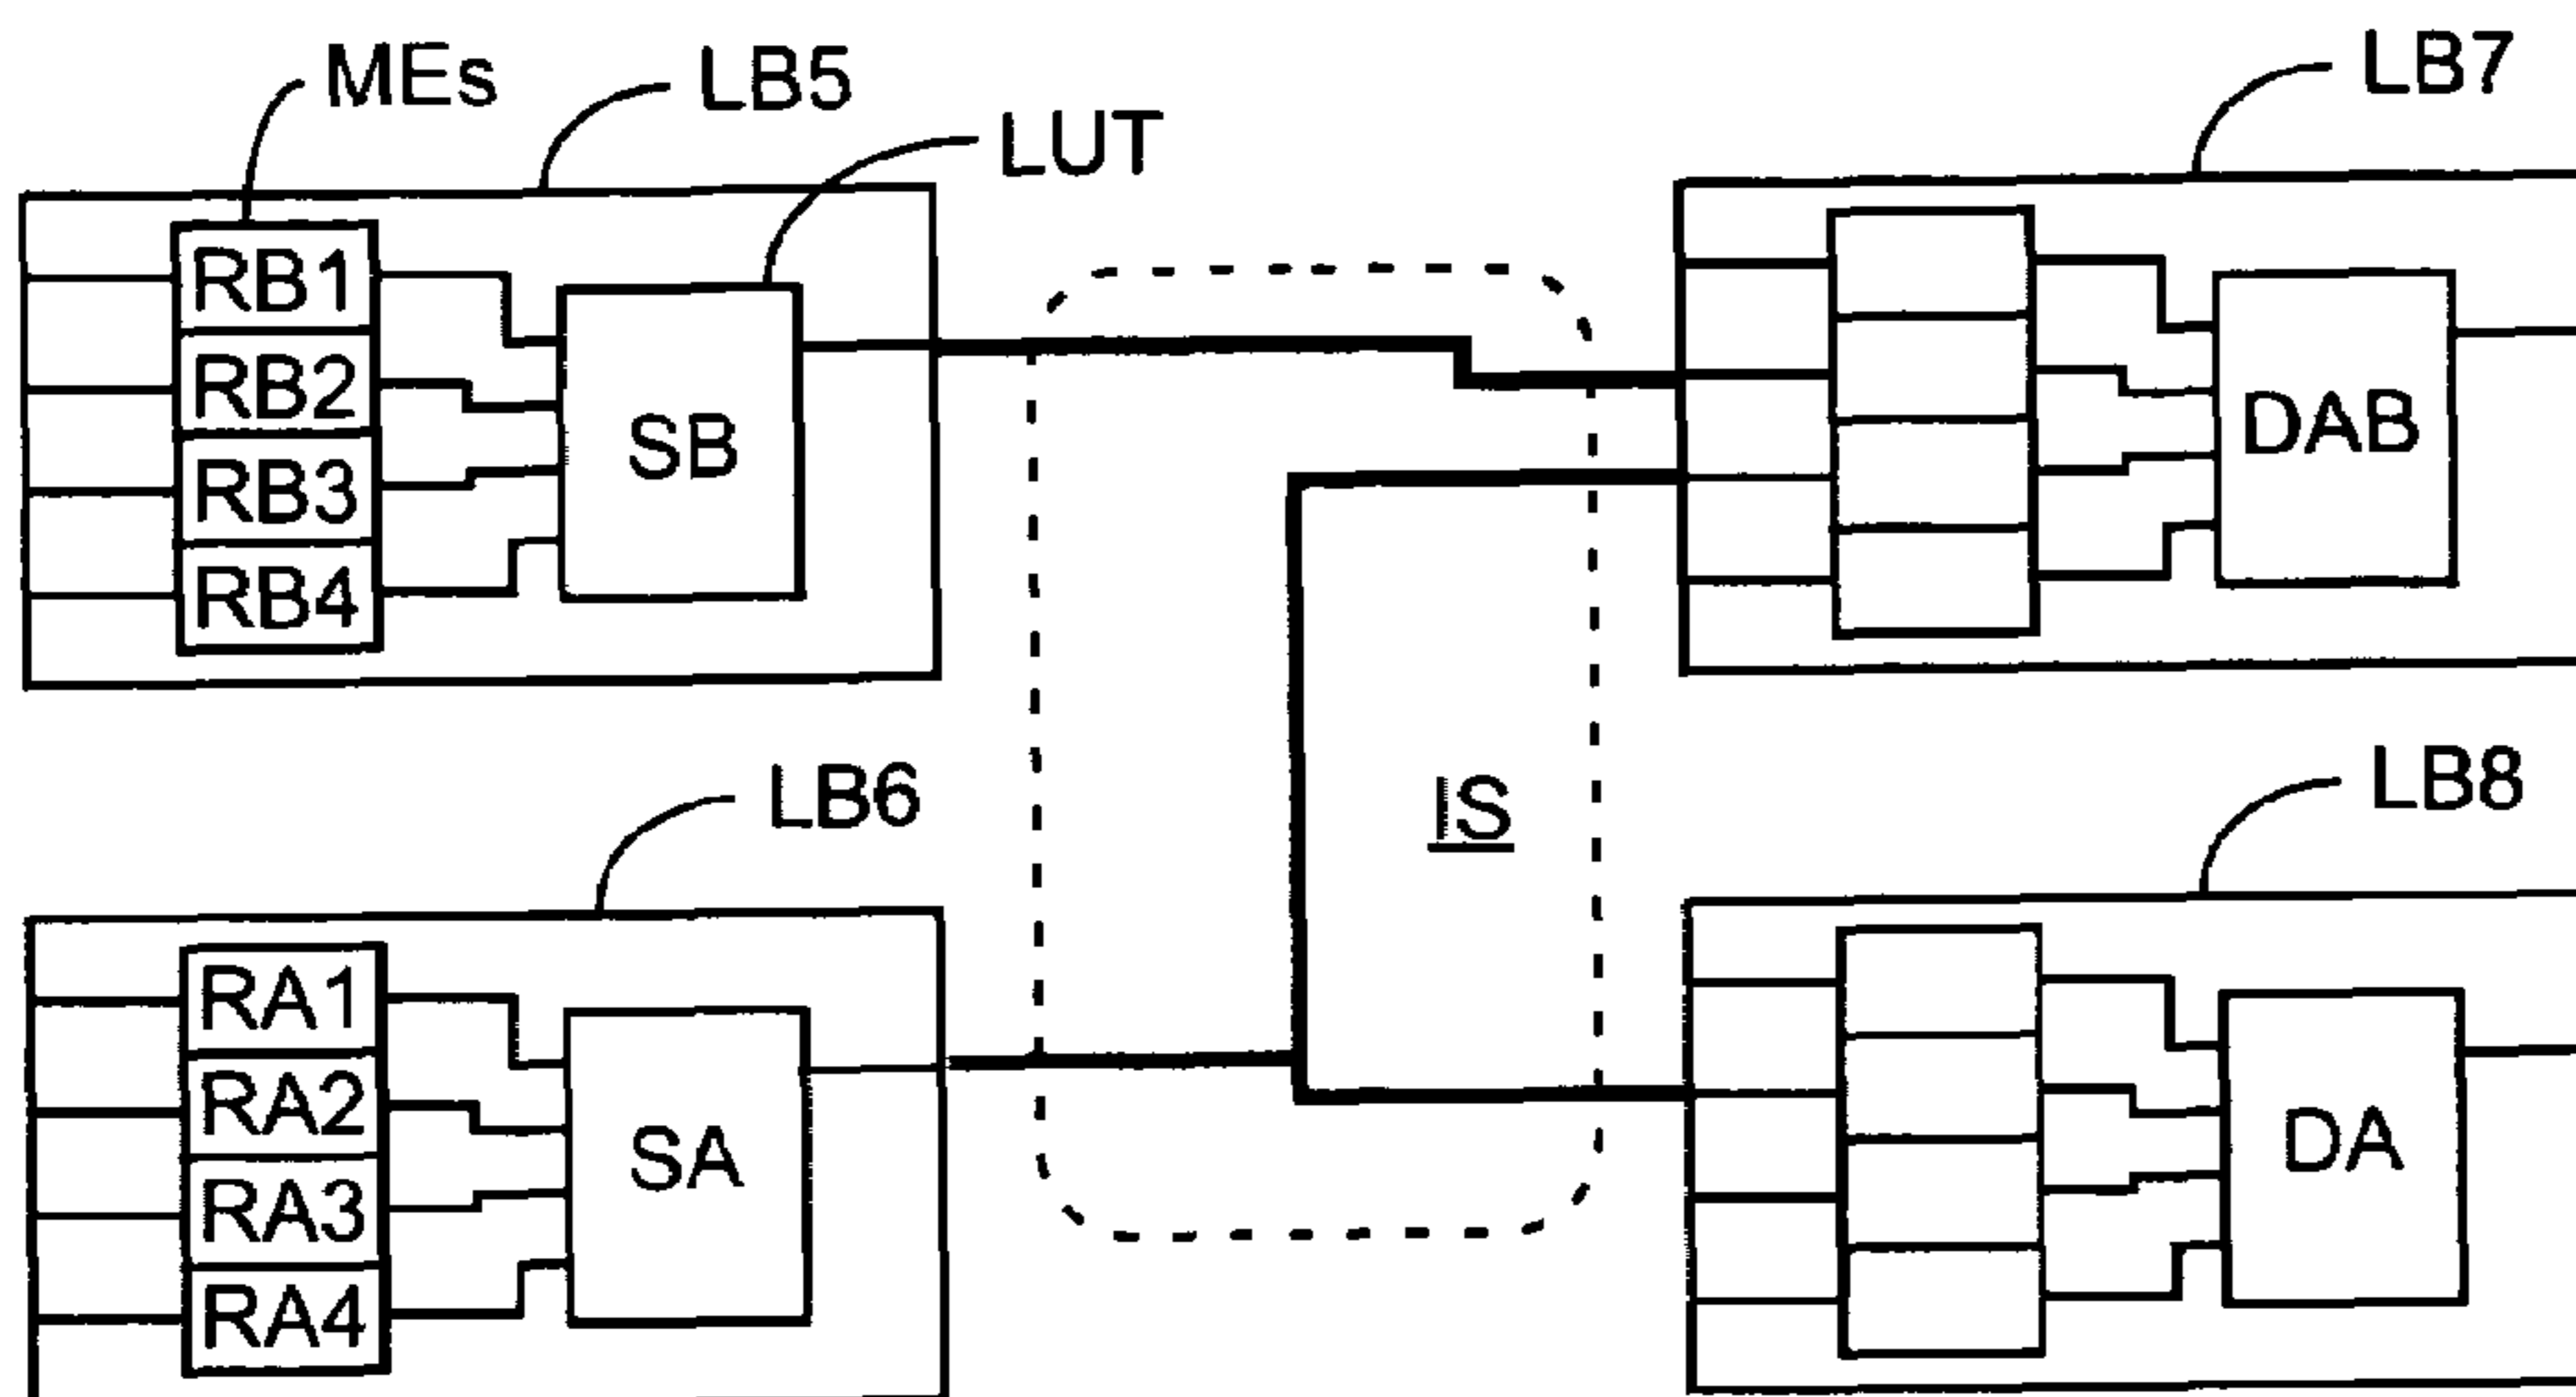 MEs
LB5
LUT
LB7
RB1
RB2
RB3
RB4
SB
DAB
IS
LB6
LB8
RA1
RA2
RA3
RA4
SA
DA